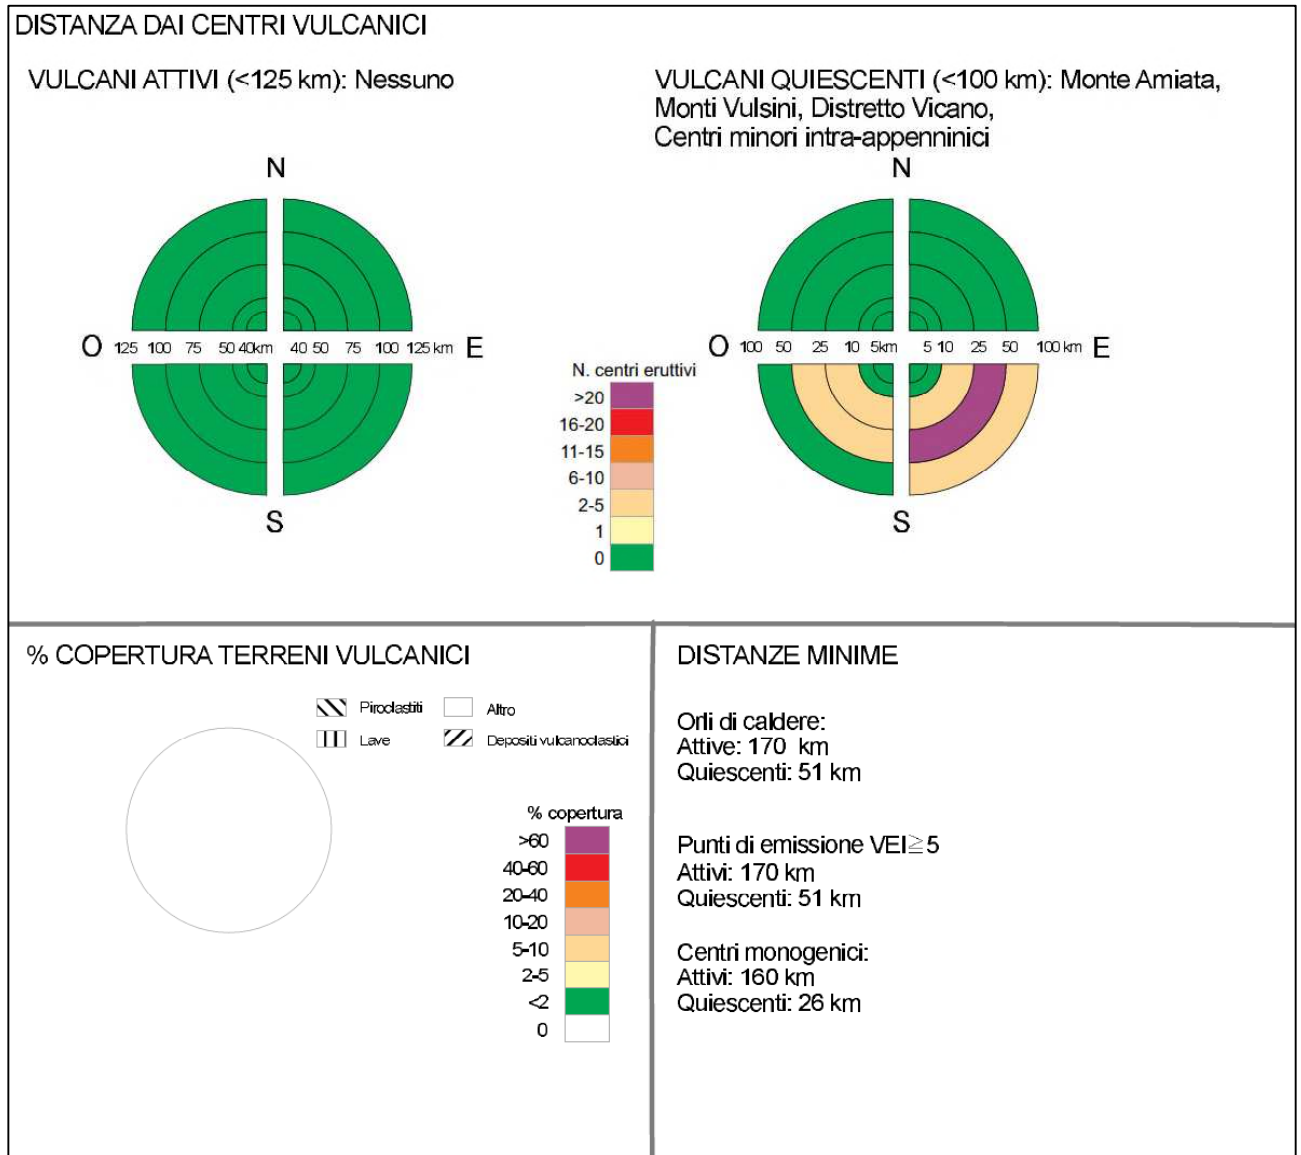 DISTANZA DAI CENTRI VULCANICI
VULCANI ATTIVI (<125 km): Nessuno
VULCANI QUIESCENTI (<100 km): Monte Amiata,
Monti Vulsini, Distretto Vicano,
Centri minori intra-appenninici
N
O 125 100 75 50 40km 40 50 75 100 125 km E
S
N
O 100 50 25 10 5km 5 10 25 50 100 km E
S
N. centri eruttivi
>20
16-20
11-15
6-10
2-5
1
0
% COPERTURA TERRENI VULCANICI
Piroclastiti
Altro
Lave
Depositi vulcanoclastici
% copertura
>60
40-60
20-40
10-20
5-10
2-5
<2
0
DISTANZE MINIME
Orli di caldere:
Attive: 170 km
Quiescenti: 51 km
Punti di emissione VEI≧5
Attivi: 170 km
Quiescenti: 51 km
Centri monogenici:
Attivi: 160 km
Quiescenti: 26 km